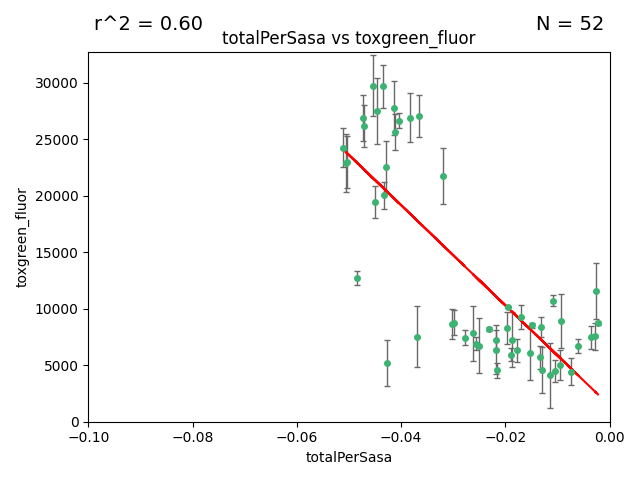 r^2 = 0.60
N = 52
totalPerSasa vs toxgreen_fluor
toxgreen_fluor
30000
25000
20000
15000
10000
5000
0
−0.10
−0.08
−0.06
−0.04
−0.02
0.00
totalPerSasa